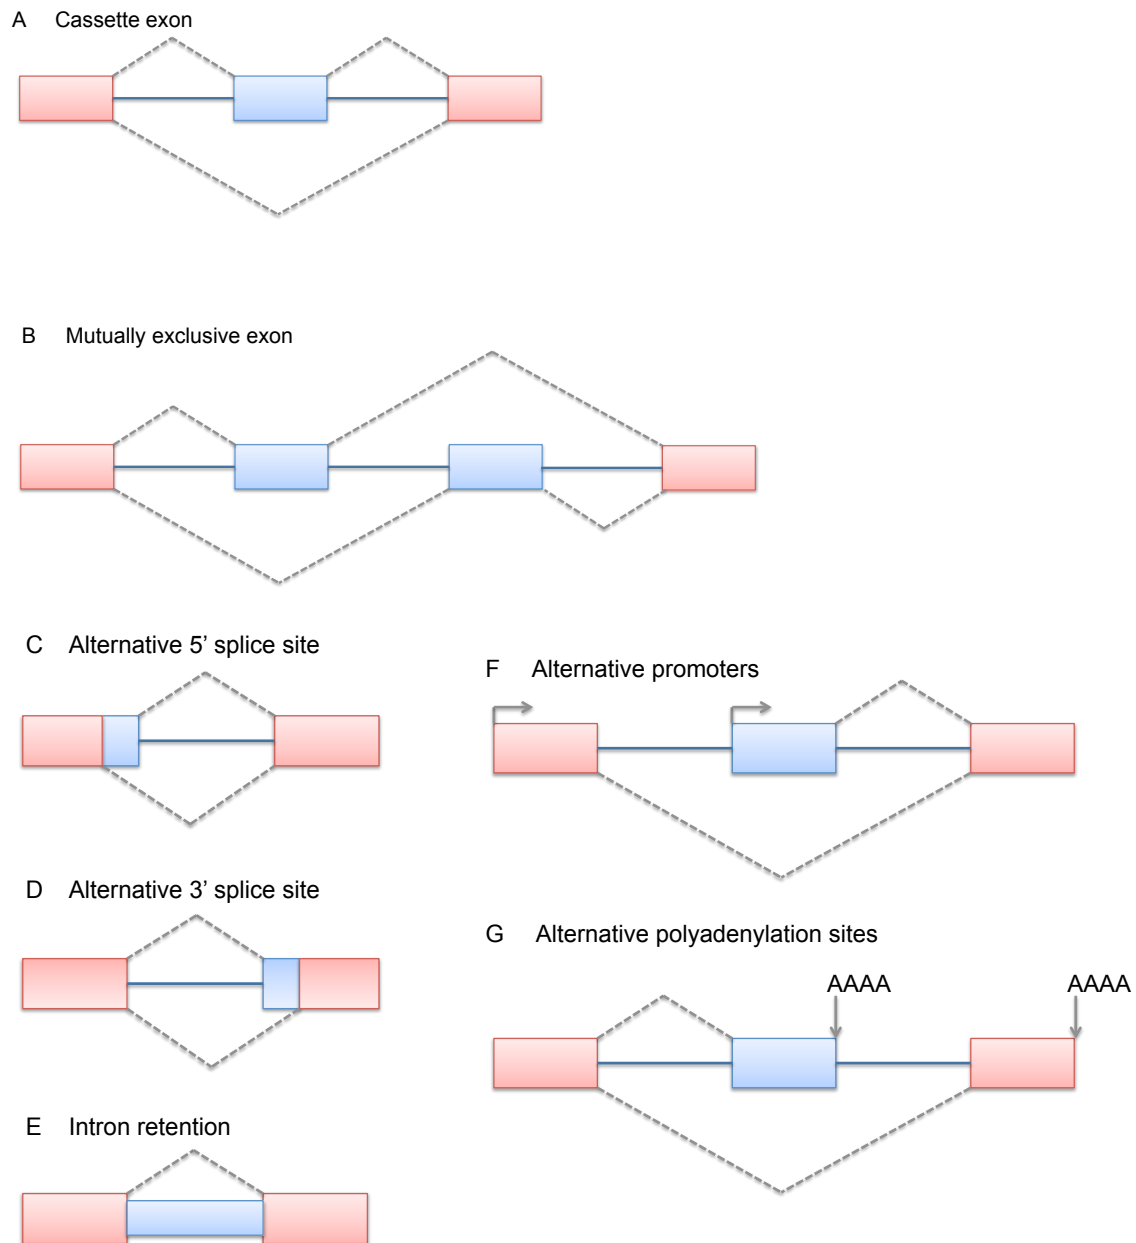 A Cassette exon
B Mutually exclusive exon
C Alternative 5’ splice site
D Alternative 3’ splice site
E Intron retention
F Alternative promoters
G Alternative polyadenylation sites
AAAA AAAA